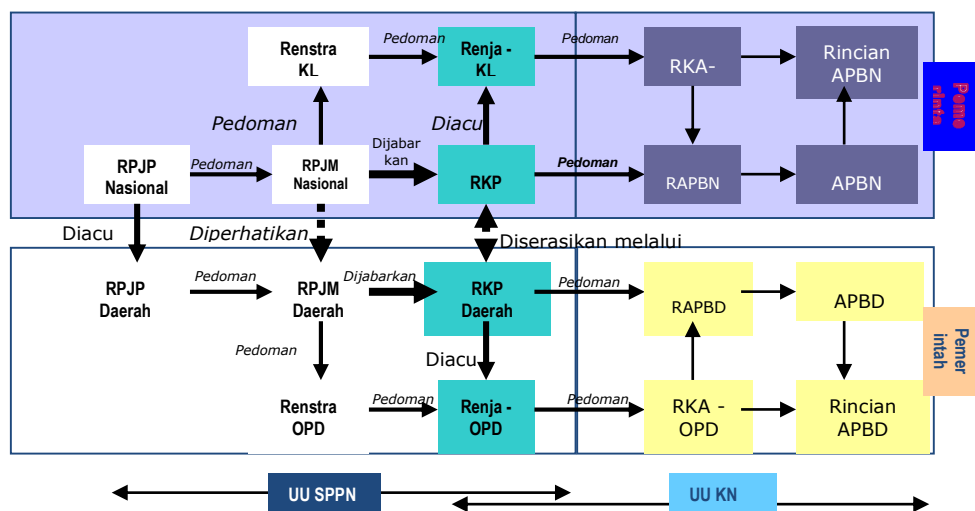 Renstra
KL
Pedoman
Renja -
KL
Pedoman
RKA-
Rincian
APBN
Peme
rinta
Pedoman
Diacu
RPJP
Nasional
Pedoman
RPJM
Nasional
Dijabar
kan
RKP
Pedoman
RAPBN
APBN
Diacu
Diperhatikan
Diserasikan melalui
RPJP
Daerah
Pedoman
RPJM
Daerah
Dijabarkan
RKP
Daerah
Pedoman
RAPBD
APBD
Pemer
intah
Pedoman
Diacu
Renstra
OPD
Pedoman
Renja -
OPD
Pedoman
RKA -
OPD
Rincian
APBD
UU SPPN
UU KN